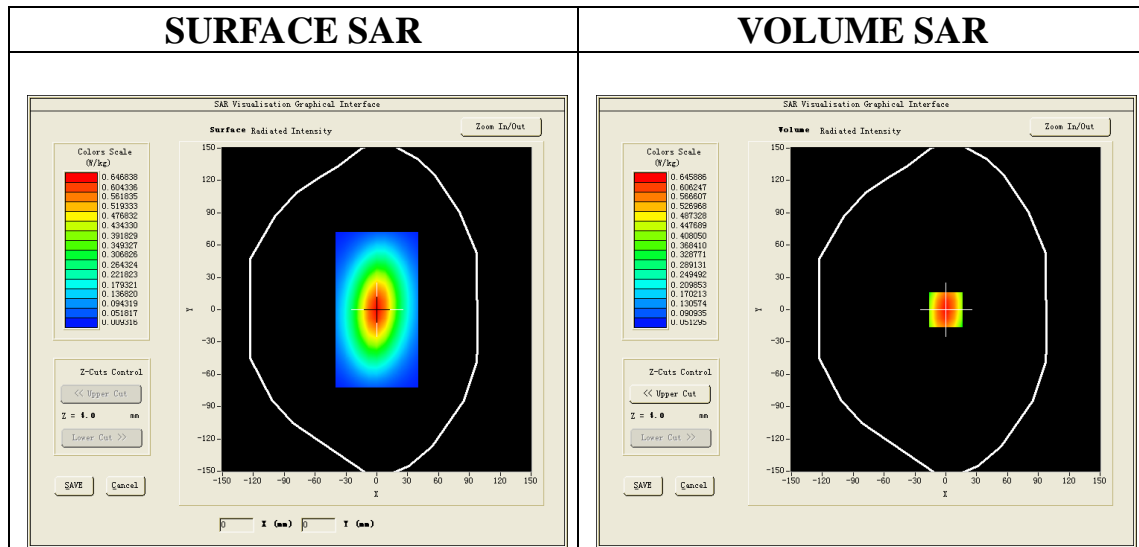 SURFACE SAR
VOLUME SAR
SAR Visualisation Graphical Interface
Surface Radiated Intensity
Zoom In/Out
Colors Scale
(W/kg)
0.646838
0.604336
0.561835
0.519333
0.476832
0.434330
0.391829
0.349327
0.306826
0.264324
0.221823
0.179321
0.136820
0.094319
0.051817
0.009316
Z-Cuts Control
<< Upper Cut
Z = 4.0 mm
Lower Cut >>
SAVE Cancel
150
120
90
60
30
0
-30
-60
-90
-120
-150
Y
-150 -120 -90 -60 -30 0 30 60 90 120 150
X
0 X (mm) 0 Y (mm)
SAR Visualisation Graphical Interface
Volume Radiated Intensity
Zoom In/Out
Colors Scale
(W/kg)
0.645886
0.606247
0.566607
0.526968
0.487328
0.447689
0.408050
0.368410
0.328771
0.289131
0.249492
0.209853
0.170213
0.130574
0.090935
0.051295
Z-Cuts Control
<< Upper Cut
Z = 4.0 mm
Lower Cut >>
SAVE Cancel
150
120
90
60
30
0
-30
-60
-90
-120
-150
Y
-150 -120 -90 -60 -30 0 30 60 90 120 150
X